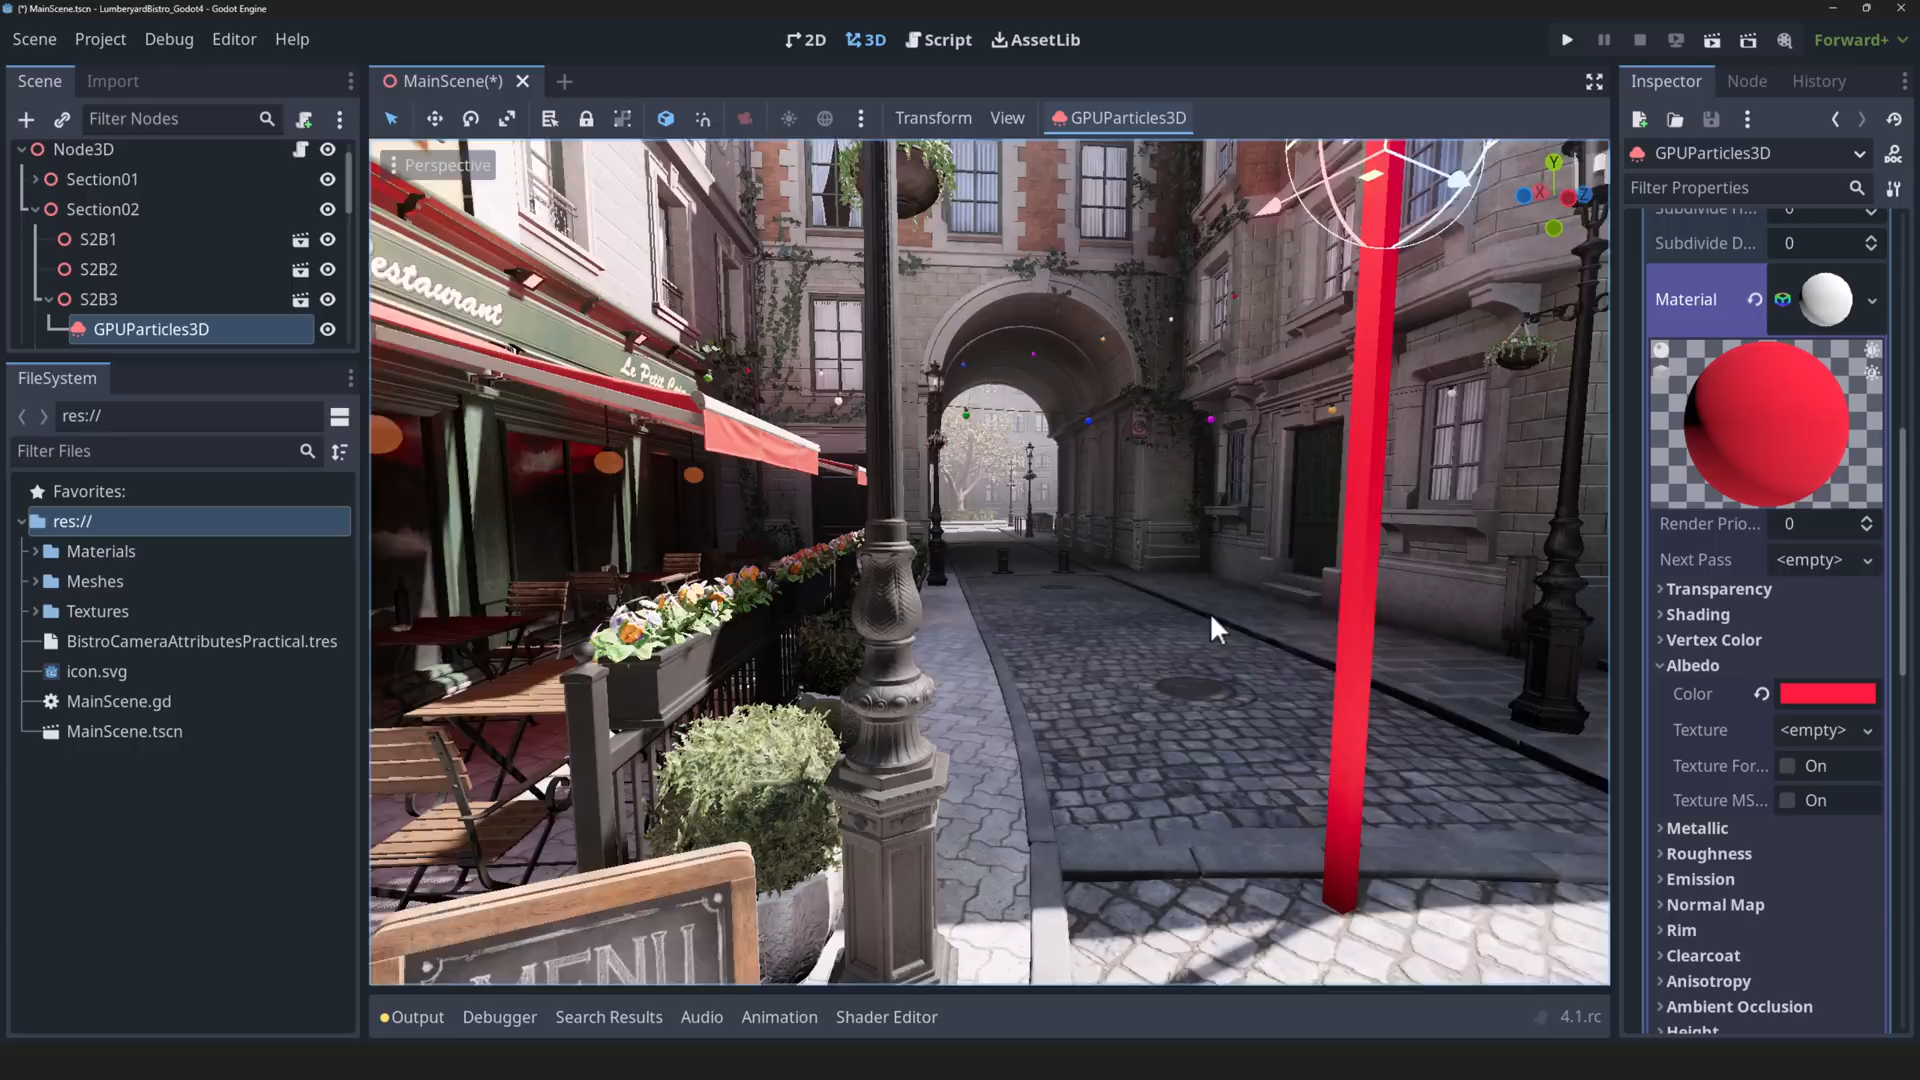 (*) MainScene.tscn - LumberyardBistro_Godot4 - Godot Engine
Scene Project Debug Editor Help
2D 3D Script AssetLib
Forward+
Scene Import
MainScene(*)
Inspector Node History
Filter Nodes
Transform View GPUParticles3D
Node3D
Section01
Section02
S2B1
S2B2
S2B3
GPUParticles3D
FileSystem
res://
Filter Files
Favorites:
res://
Materials
Meshes
Textures
BistroCameraAttributesPractical.tres
icon.svg
MainScene.gd
MainScene.tscn
Perspective
Y
X
Z
estaurant
Le Petit Coin
MENU
GPUParticles3D
DOC
Filter Properties
Subdivide H... 0
Subdivide D... 0
Material
Render Prio... 0
Next Pass <empty>
Transparency
Shading
Vertex Color
Albedo
Color
Texture <empty>
Texture For... On
Texture MS... On
Metallic
Roughness
Emission
Normal Map
Rim
Clearcoat
Anisotropy
Ambient Occlusion
Height
Output Debugger Search Results Audio Animation Shader Editor
4.1.rc